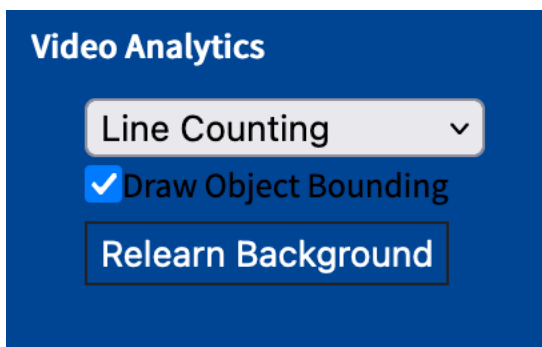 Video Analytics
Line Counting
Draw Object Bounding
Relearn Background